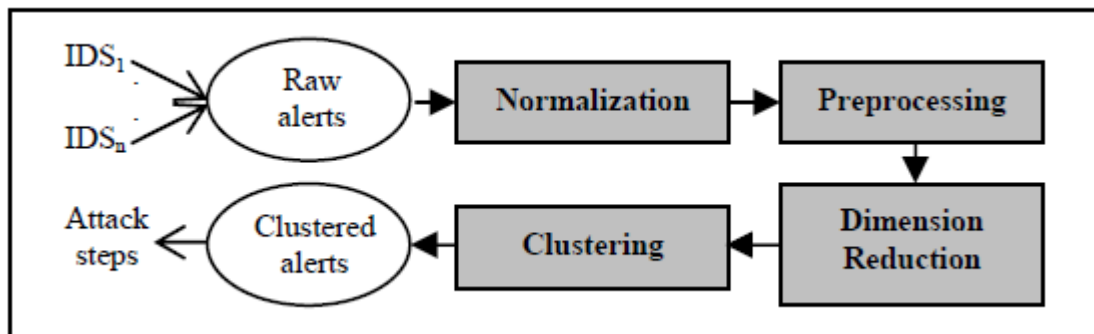 IDS1
Raw
alerts
Normalization
Preprocessing
IDSn
Attack
steps
Clustered
alerts
Clustering
Dimension
Reduction